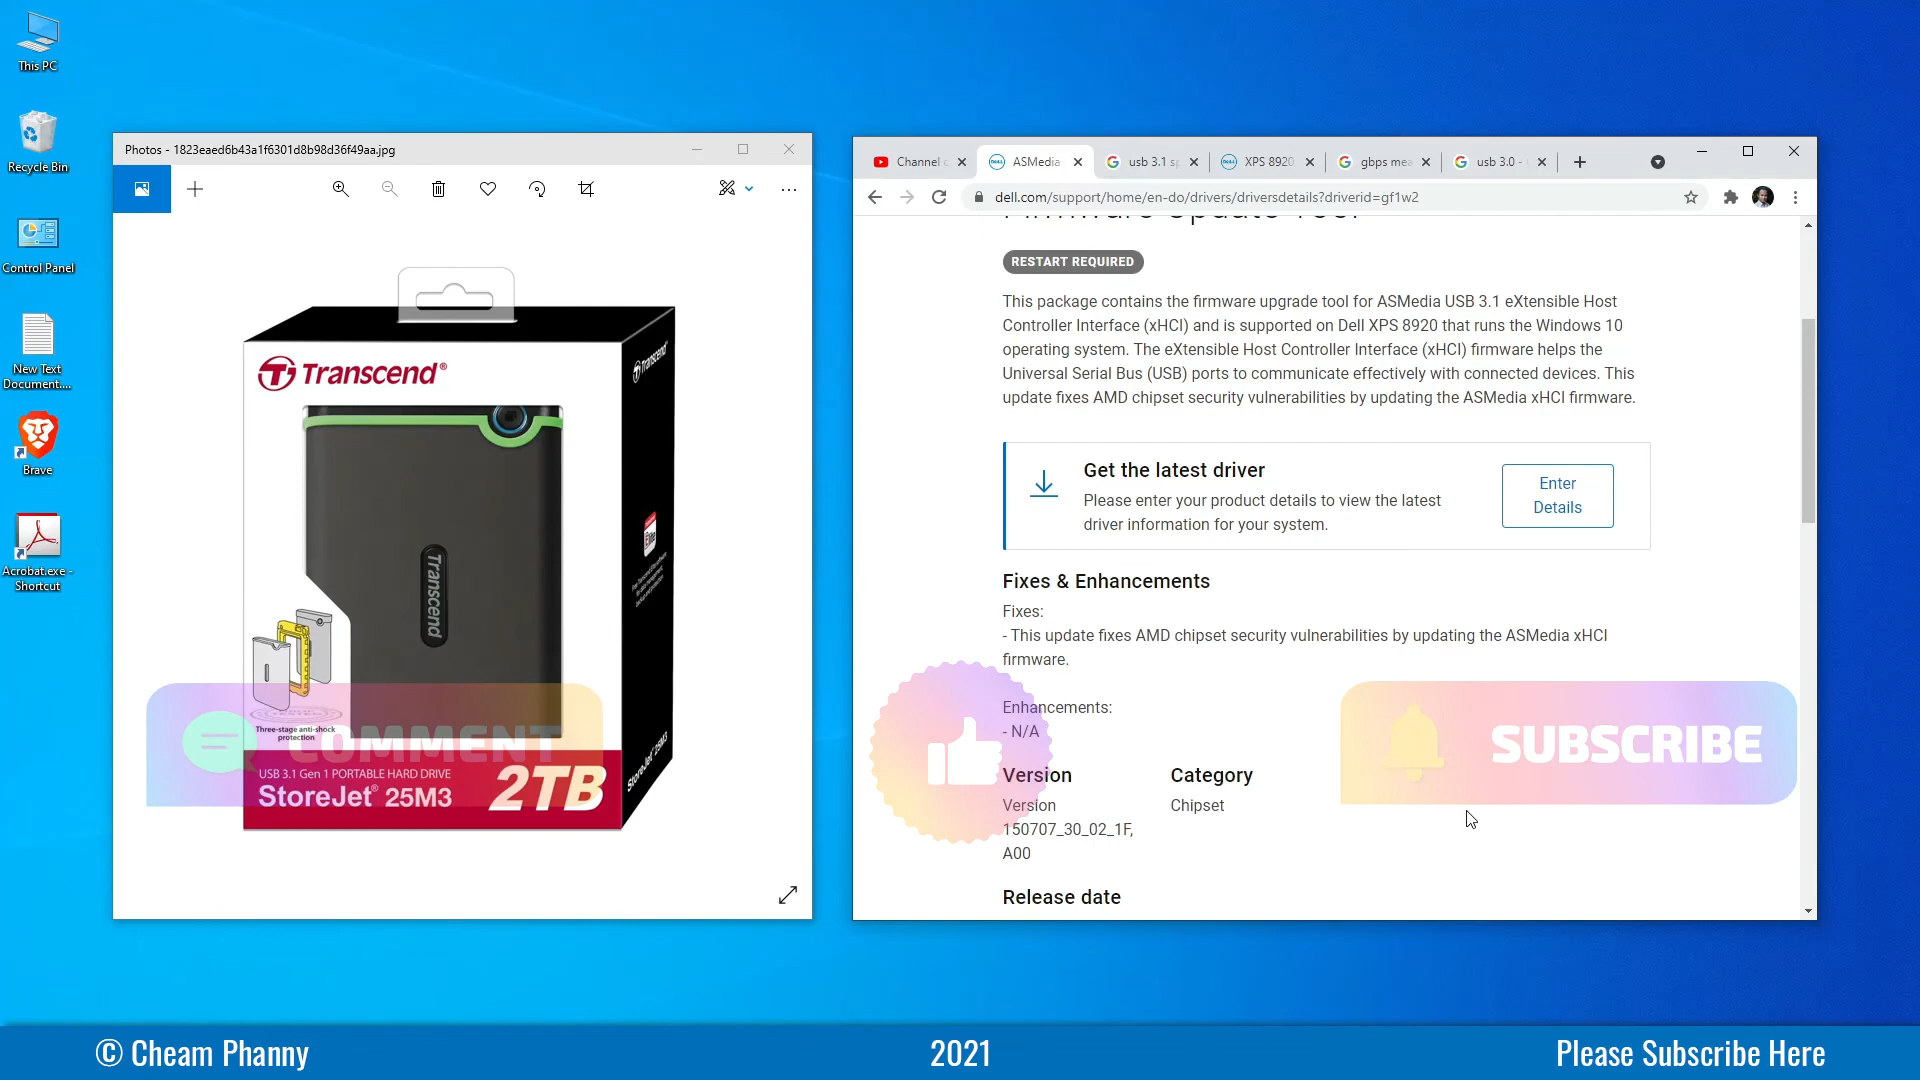 This PC
Recycle Bin
Control Panel
New Text
Document....
Brave
Acrobat.exe -
Shortcut
Photos - 1823eaed6b43a1f6301d8b98d36f49aa.jpg
Transcend®
Transcend®
Transcend
Three-stage anti-shock
protection
COMMENT
USB 3.1 Gen 1 PORTABLE HARD DRIVE
StoreJet® 25M3
2TB
StoreJet® 25M3
Channel
ASMedia
usb 3.1 sp
XPS 8920
gbps mea
usb 3.0 -
dell.com/support/home/en-do/drivers/driversdetails?driverid=gf1w2
Firmware Update Tool
RESTART REQUIRED
This package contains the firmware upgrade tool for ASMedia USB 3.1 eXtensible Host
Controller Interface (xHCI) and is supported on Dell XPS 8920 that runs the Windows 10
operating system. The eXtensible Host Controller Interface (xHCI) firmware helps the
Universal Serial Bus (USB) ports to communicate effectively with connected devices. This
update fixes AMD chipset security vulnerabilities by updating the ASMedia xHCI firmware.
Get the latest driver
Please enter your product details to view the latest
driver information for your system.
Enter
Details
Fixes & Enhancements
Fixes:
- This update fixes AMD chipset security vulnerabilities by updating the ASMedia xHCI
firmware.
Enhancements:
- N/A
Version
Category
Version
150707_30_02_1F,
A00
Chipset
Release date
SUBSCRIBE
© Cheam Phanny
2021
Please Subscribe Here